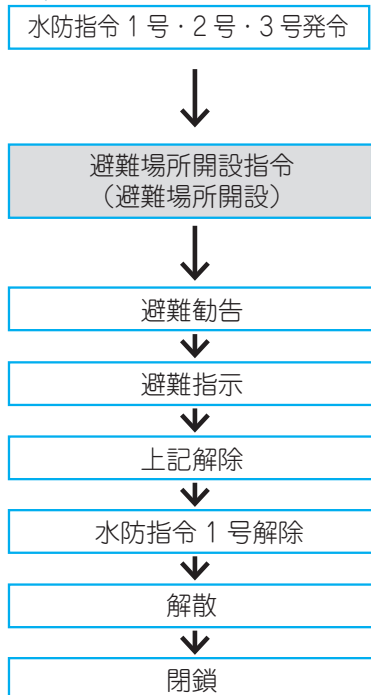 水防指令１号・２号・３号発令
避難場所開設指令
（避難場所開設）
避難勧告
避難指示
上記解除
水防指令１号解除
解散
閉鎖